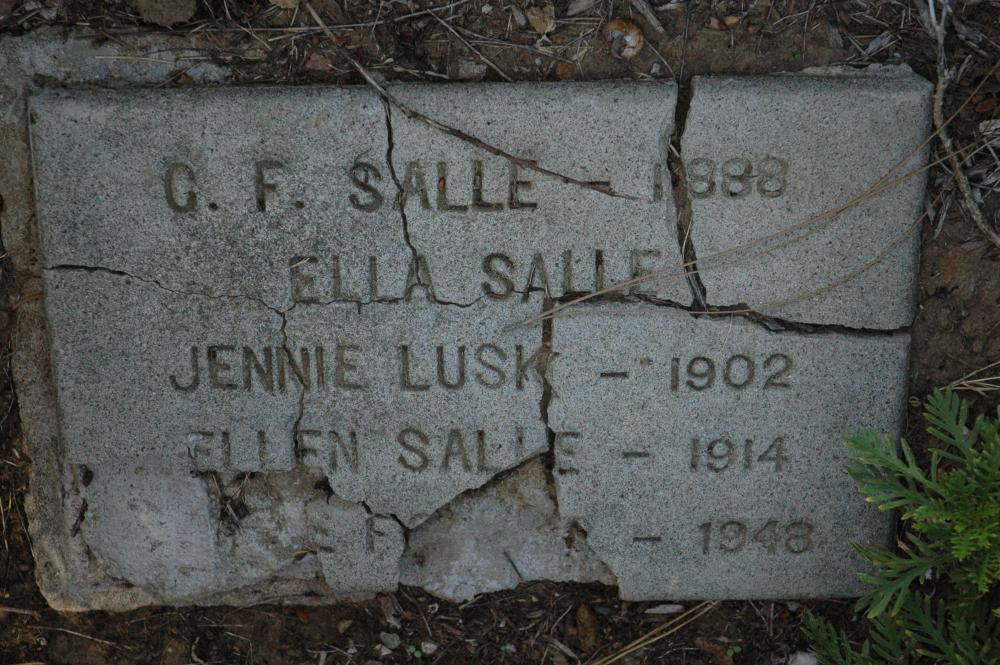 G. F. SALLE - 1888
ELLA SALLE
JENNIE LUSK - 1902
ELLEN SALLE - 1914
- 1948